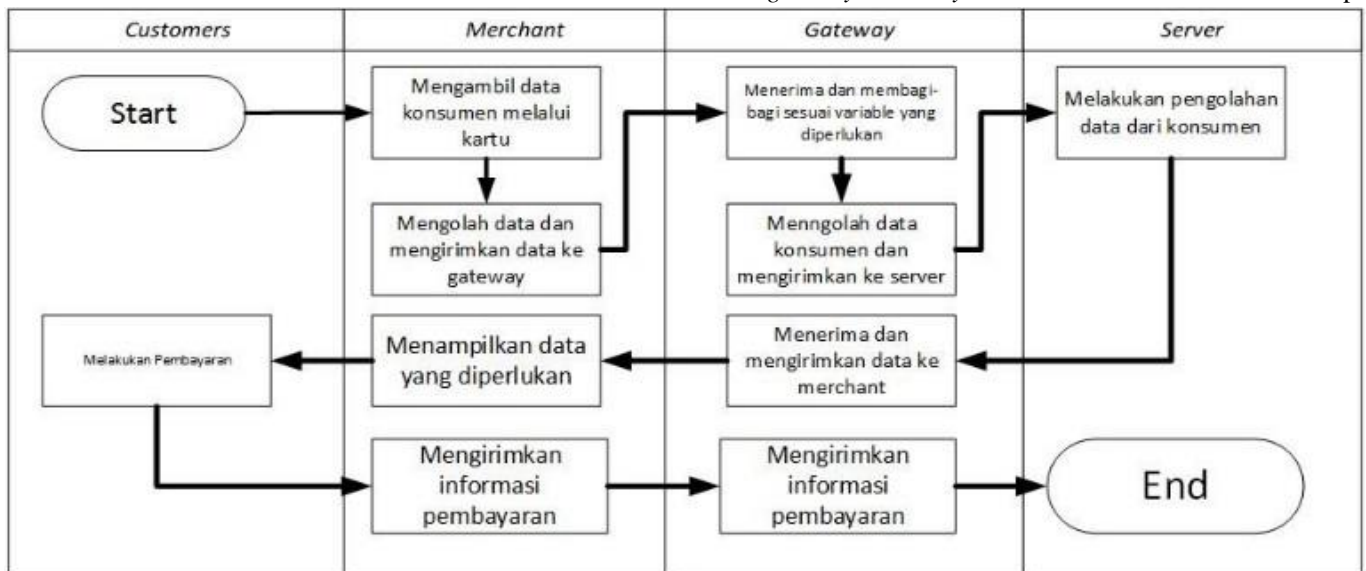 Customers
Merchant
Gateway
Server
Start
Mengambil data
konsumen melalui
kartu
Menerima dan membagi-
bagi sesuai variable yang
diperlukan
Melakukan pengolahan
data dari konsumen
Mengolah data dan
mengirimkan data ke
gateway
Menngolah data
konsumen dan
mengirimkan ke server
Melakukan Pembayaran
Menampilkan data
yang diperlukan
Menerima dan
mengirimkan data ke
merchant
Mengirimkan
informasi
pembayaran
Mengirimkan
informasi
pembayaran
End